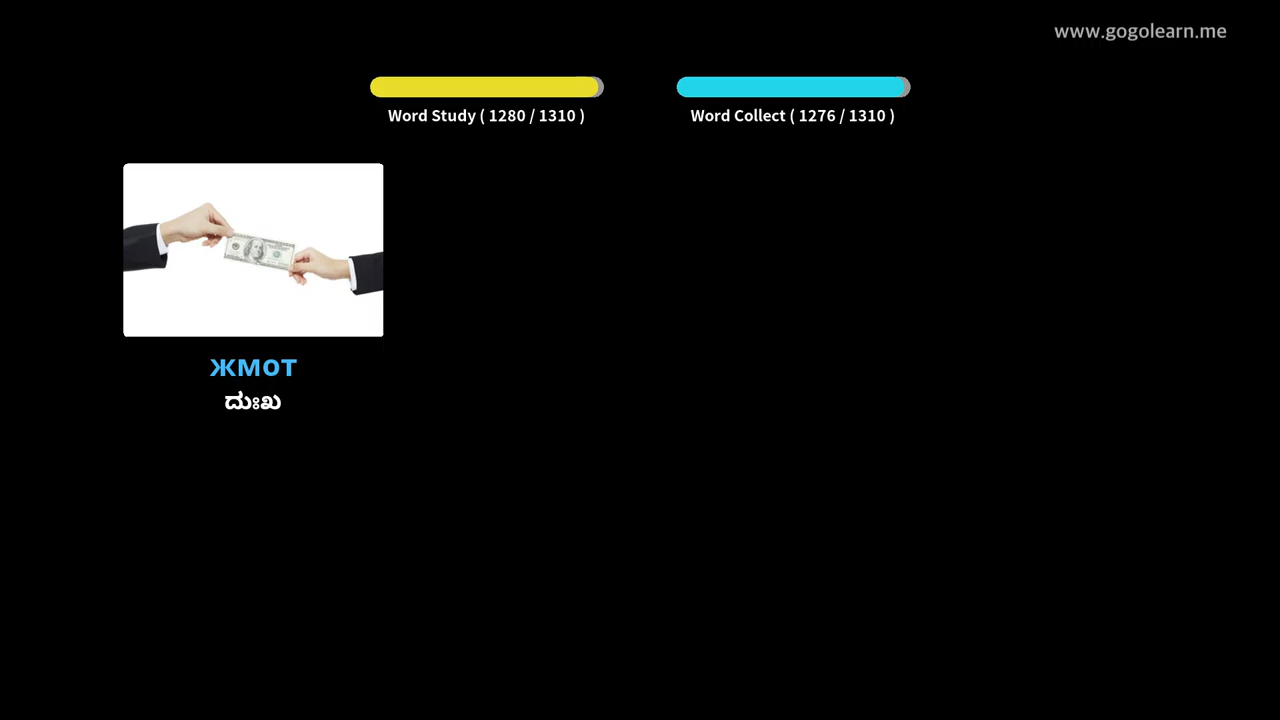 www.gogolearn.me
Word Study ( 1280 / 1310 )
Word Collect ( 1276 / 1310 )
жмот
ದುಃಖ